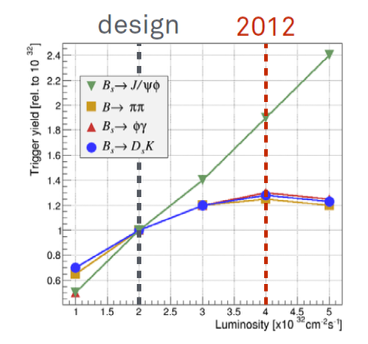 design 2012
Trigger yield [rel. to 10³²]
2.4
2.2
2
1.8
1.6
1.4
1.2
1
0.8
0.6
Bₛ→ J/ψϕ
B→ ππ
Bₛ→ ϕγ
Bₛ→ DₛK
1 1.5 2 2.5 3 3.5 4 4.5 5
Luminosity [x10³²cm⁻²s⁻¹]